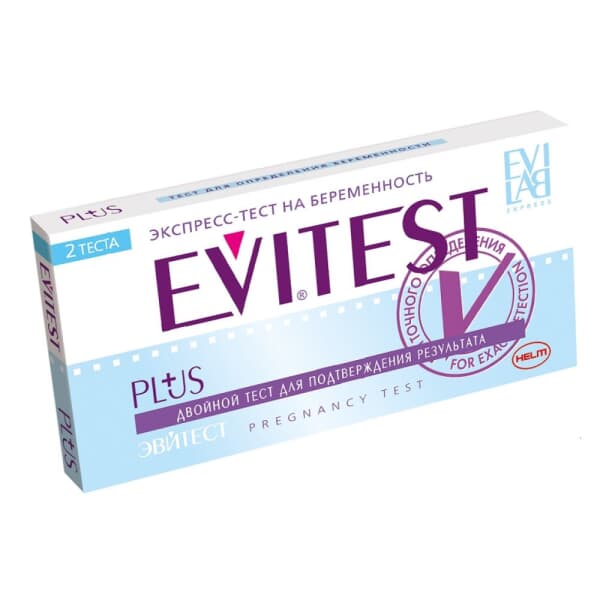 ТЕСТ ДЛЯ ОПРЕДЕЛЕНИЯ БЕРЕМЕННОСТИ
EVI
LAB
EXPRESS
PLUS
2 ТЕСТА
ЭКСПРЕСС-ТЕСТ НА БЕРЕМЕННОСТЬ
EVITEST®
ТОЧНОГО ОПРЕДЕЛЕНИЯ
FOR EXACT DETECTION
V
HELM
PLUS
ДВОЙНОЙ ТЕСТ ДЛЯ ПОДТВЕРЖДЕНИЯ РЕЗУЛЬТАТА
ЭВИТЕСТ PREGNANCY TEST
EVITEST
PLUS